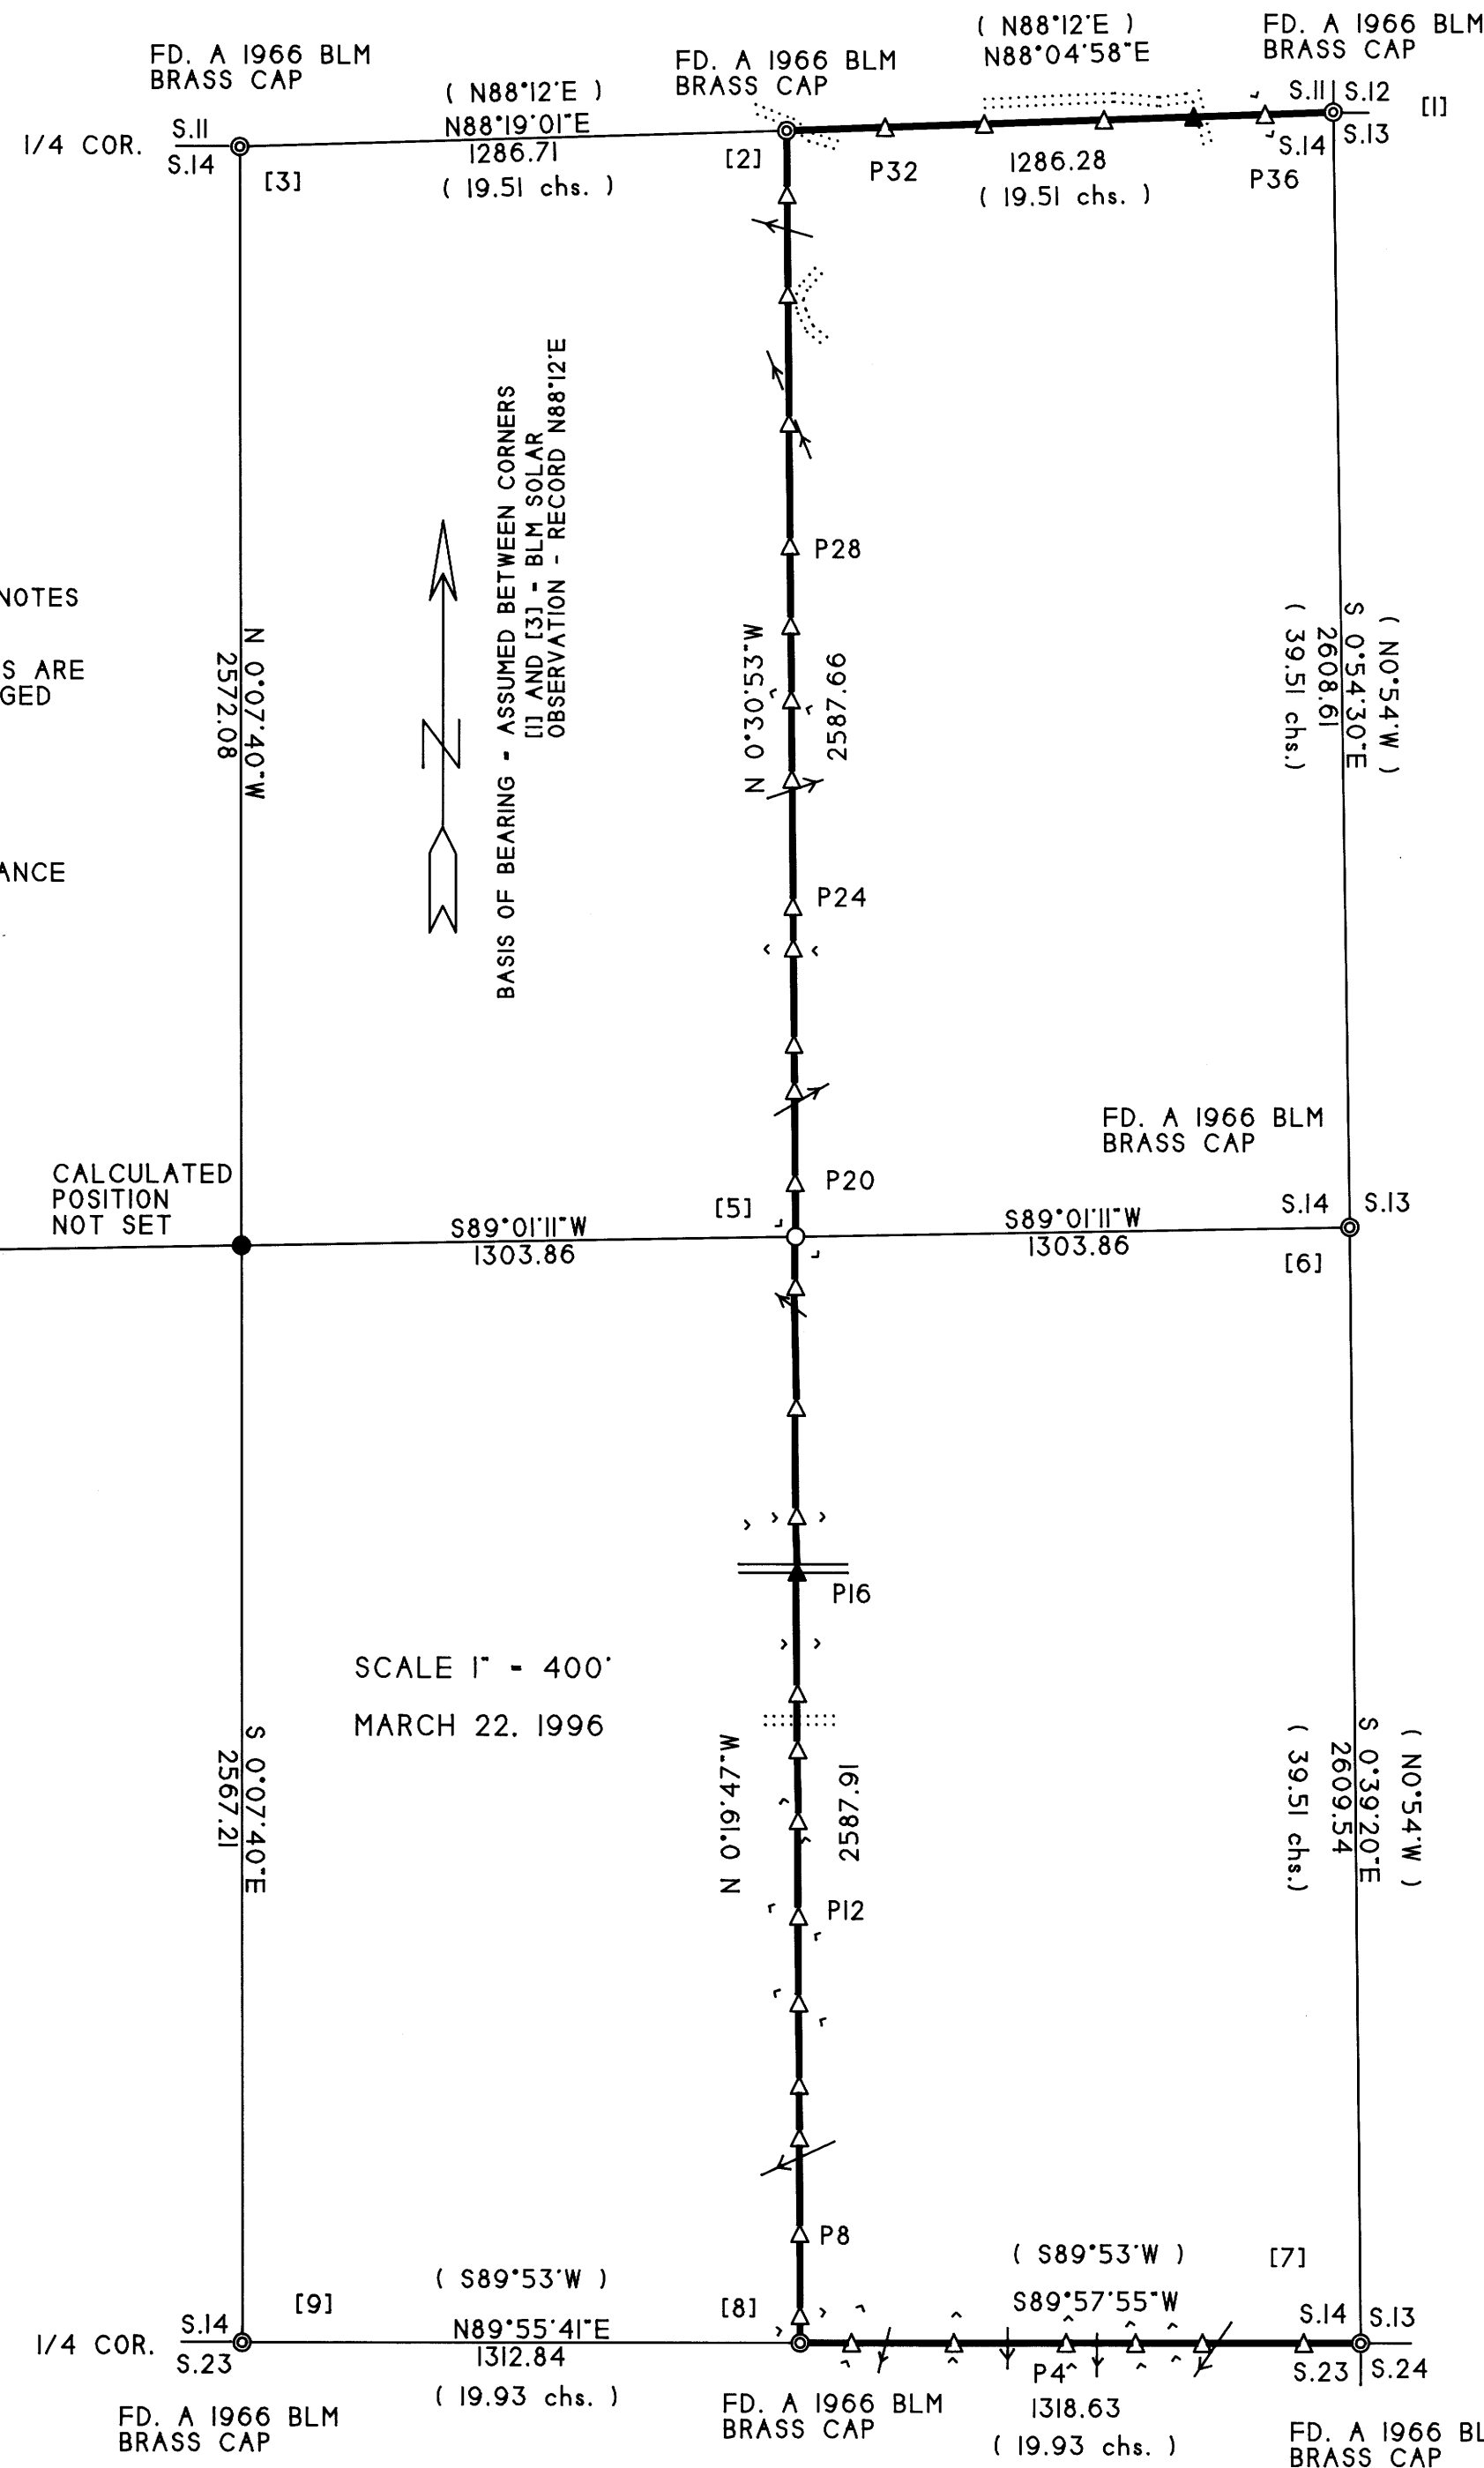 ( N88°12'E )
N88°04'58"E
FD. A 1966 BLM
BRASS CAP
FD. A 1966 BLM
BRASS CAP
FD. A 1966 BLM
BRASS CAP
( N88°12'E )
N88°19'01"E
1286.71
( 19.51 chs. )
1/4 COR.
S.11
S.14
[3]
[2]
P32
1286.28
( 19.51 chs. )
P36
S.11 S.12
S.14 S.13
[1]
BASIS OF BEARING - ASSUMED BETWEEN CORNERS
[1] AND [3] - BLM SOLAR
OBSERVATION - RECORD N88°12'E
N
P28
NOTES
S ARE
GED
ANCE
N 0°07'40"W
2572.08
N 0°30'53"W
2587.66
( N0°54'W )
S 0°54'30"E
2608.61
( 39.51 chs.)
P24
FD. A 1966 BLM
BRASS CAP
CALCULATED
POSITION
NOT SET
P20
[5]
S89°01'11"W
1303.86
S89°01'11"W
1303.86
S.14 S.13
[6]
P16
SCALE 1" = 400'
MARCH 22, 1996
S 0°07'40"E
2567.21
N 0°19'47"W
2587.91
( N0°54'W )
S 0°39'20"E
2609.54
( 39.51 chs.)
P12
P8
( S89°53'W )
[9]
N89°55'41"E
1312.84
( 19.93 chs. )
1/4 COR.
S.14
S.23
[8]
( S89°53'W )
[7]
S89°57'55"W
P4
1318.63
( 19.93 chs. )
S.14 S.13
S.23 S.24
FD. A 1966 BLM
BRASS CAP
FD. A 1966 BLM
BRASS CAP
FD. A 1966 BL
BRASS CAP